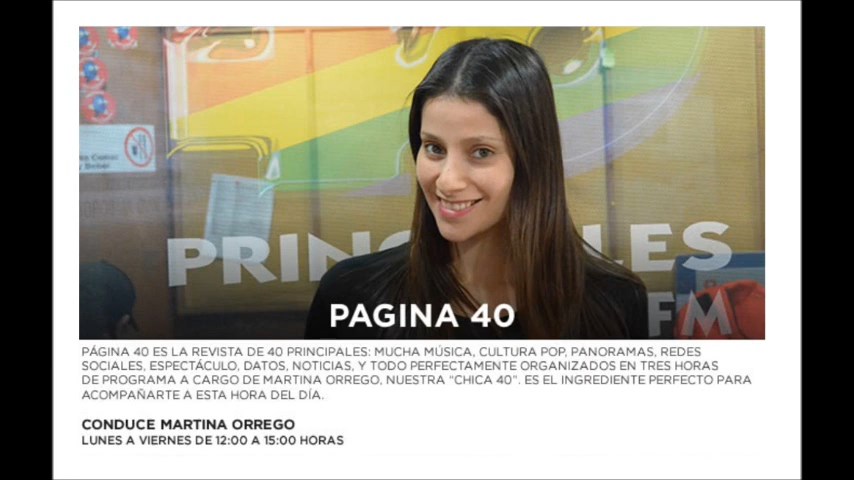 PRINCIPALES
FM
PAGINA 40
PÁGINA 40 ES LA REVISTA DE 40 PRINCIPALES: MUCHA MÚSICA, CULTURA POP, PANORAMAS, REDES
SOCIALES, ESPECTÁCULO, DATOS, NOTICIAS, Y TODO PERFECTAMENTE ORGANIZADOS EN TRES HORAS
DE PROGRAMA A CARGO DE MARTINA ORREGO, NUESTRA “CHICA 40”. ES EL INGREDIENTE PERFECTO PARA
ACOMPAÑARTE A ESTA HORA DEL DÍA.
CONDUCE MARTINA ORREGO
LUNES A VIERNES DE 12:00 A 15:00 HORAS